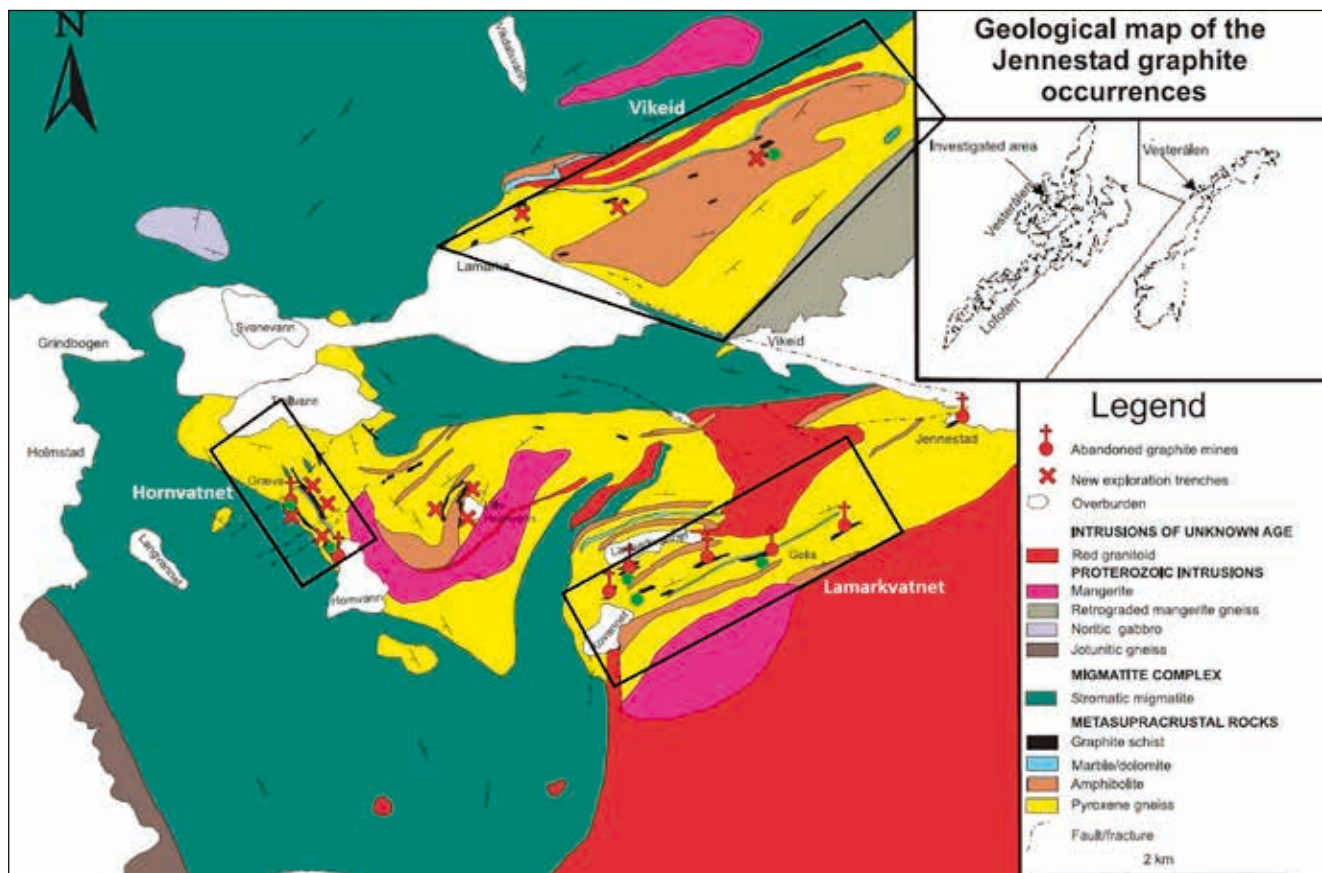 N
Geological map of the
Jennestad graphite
occurrences
Vikdalsvann
Vikeid
Investigated area
Vesterålen
Vesterålen
Lofoten
Svanevann
Grindbogen
Vikeid
Holmstad
Græva
Hornvatnet
Hornvann
Jennestad
Golia
Lamarkvatnet
Legend
Abandoned graphite mines
New exploration trenches
Overburden
INTRUSIONS OF UNKNOWN AGE
Red granitoid
PROTEROZOIC INTRUSIONS
Mangerite
Retrograded mangerite gneiss
Noritic gabbro
Jotunitic gneiss
MIGMATITE COMPLEX
Stromatic migmatite
METASUPRACRUSTAL ROCKS
Graphite schist
Marble/dolomite
Amphibolite
Pyroxene gneiss
Fault/fracture
2 km